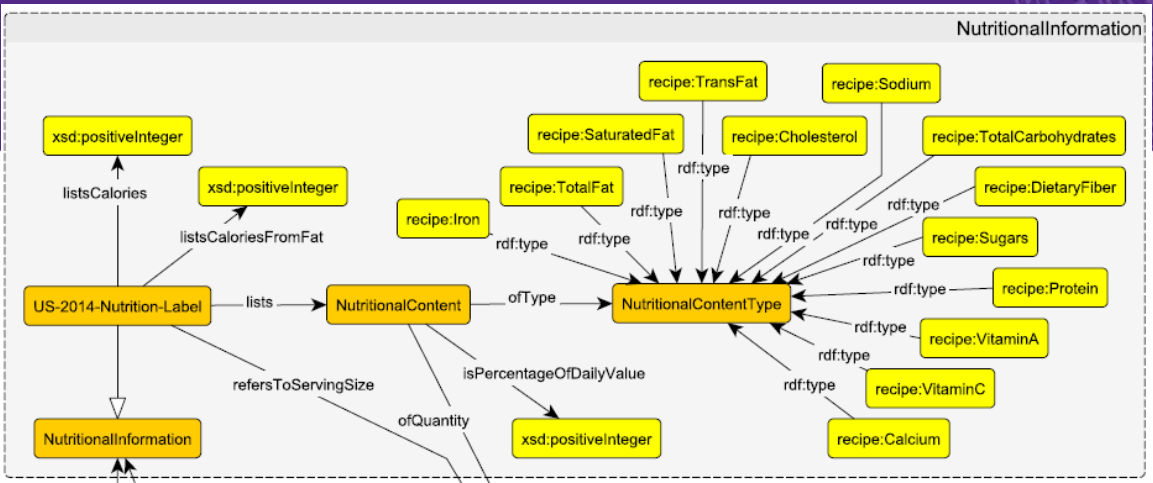 NutritionalInformation
recipe:TransFat
recipe:Sodium
xsd:positiveInteger
recipe:SaturatedFat
recipe:Cholesterol
recipe:TotalCarbohydrates
rdf:type
listsCalories
xsd:positiveInteger
recipe:TotalFat
recipe:DietaryFiber
recipe:Iron
rdf:type
rdf:type
rdf:type
rdf:type
rdf:type
listsCaloriesFromFat
rdf:type
rdf:type
rdf:type
recipe:Sugars
rdf:type
US-2014-Nutrition-Label
lists
NutritionalContent
ofType
NutritionalContentType
rdf:type
recipe:Protein
rdf:type
recipe:VitaminA
rdf:type
refersToServingSize
isPercentageOfDailyValue
rdf:type
recipe:VitaminC
ofQuantity
NutritionalInformation
xsd:positiveInteger
recipe:Calcium